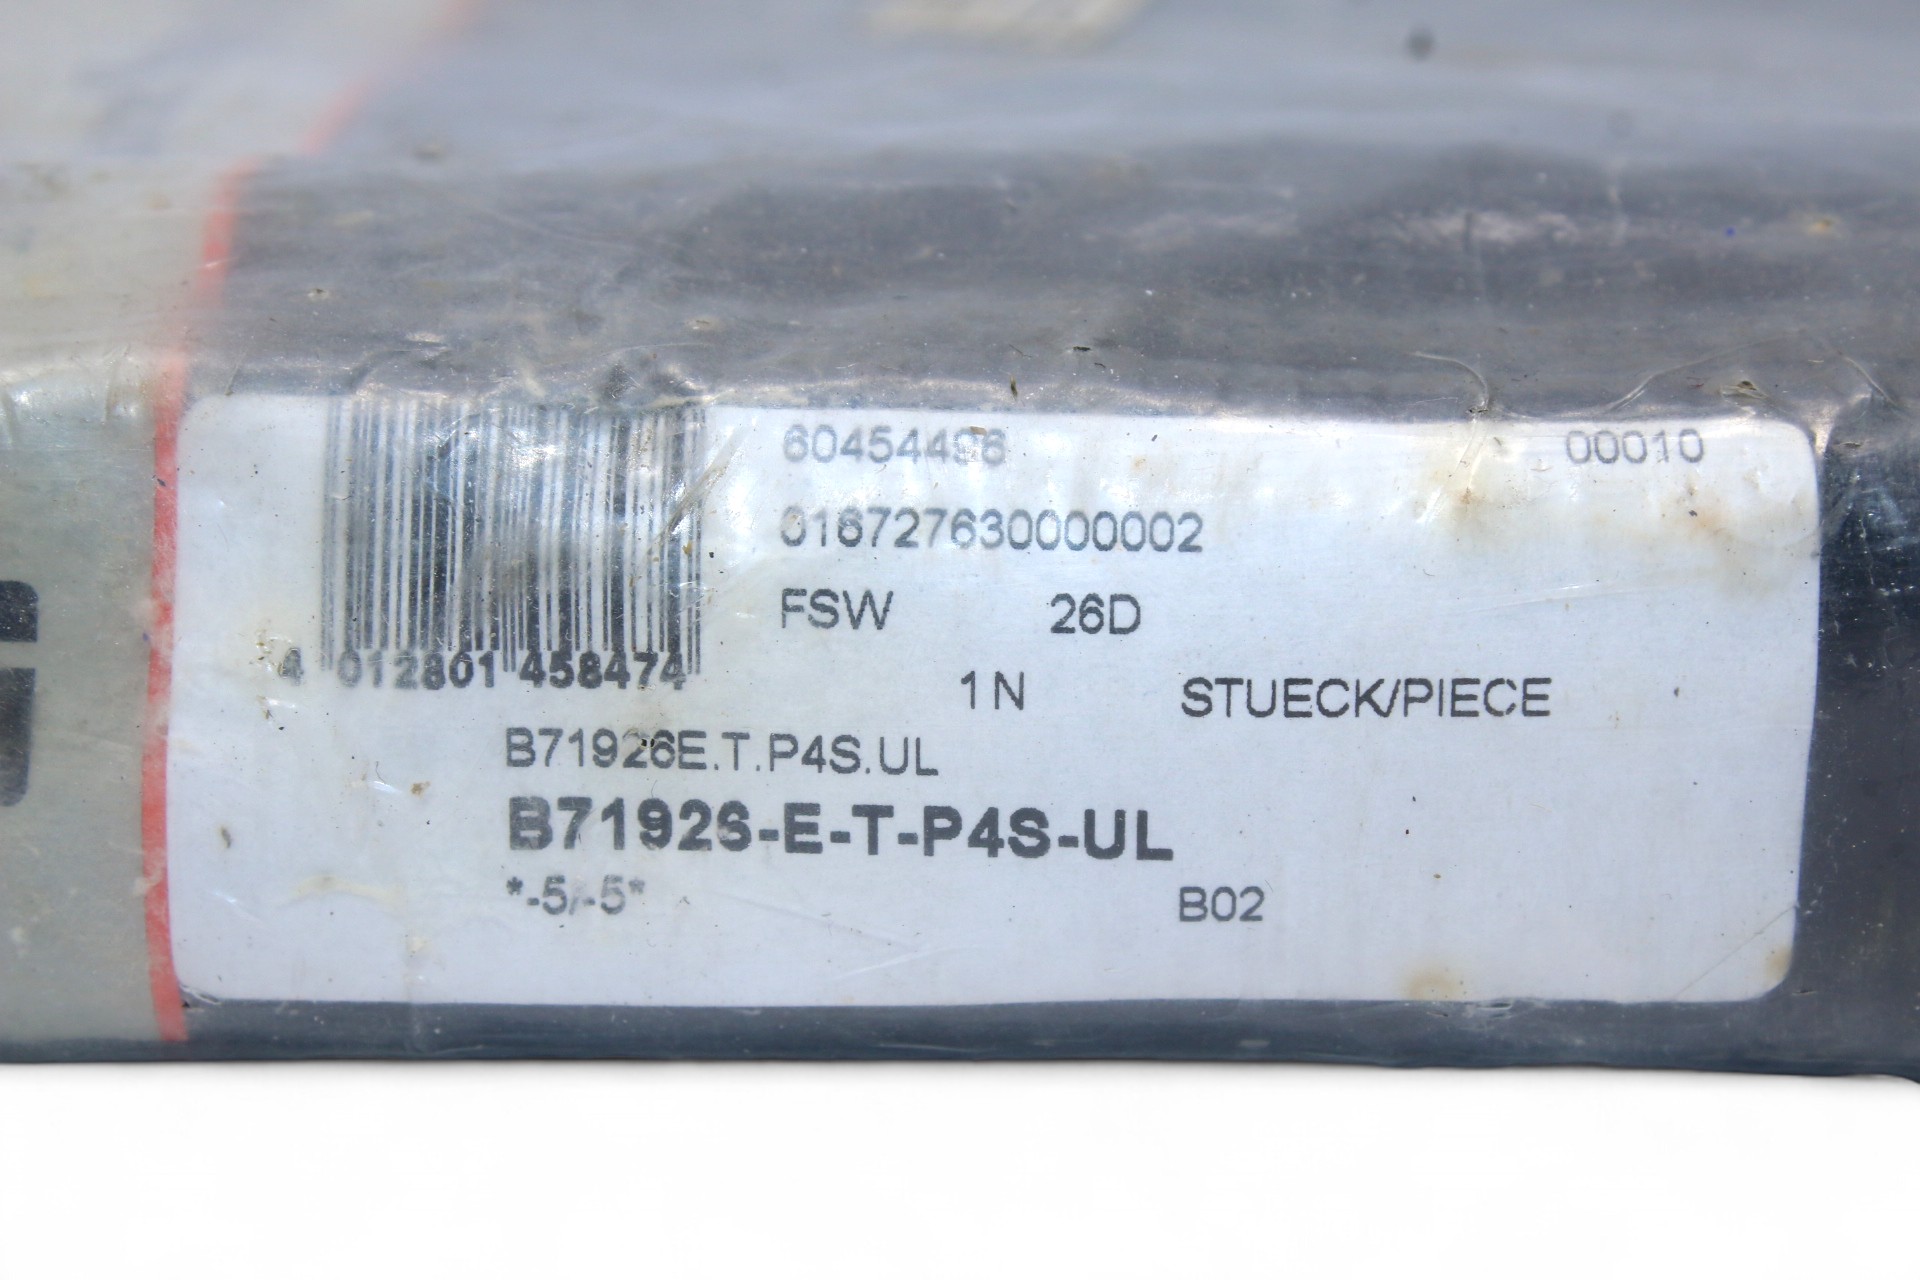 60454496 00010
016727630000002
FSW 26D
4 012801 458474
1 N STUECK/PIECE
B71926E.T.P4S.UL
B71926-E-T-P4S-UL
*-5/-5*
B02